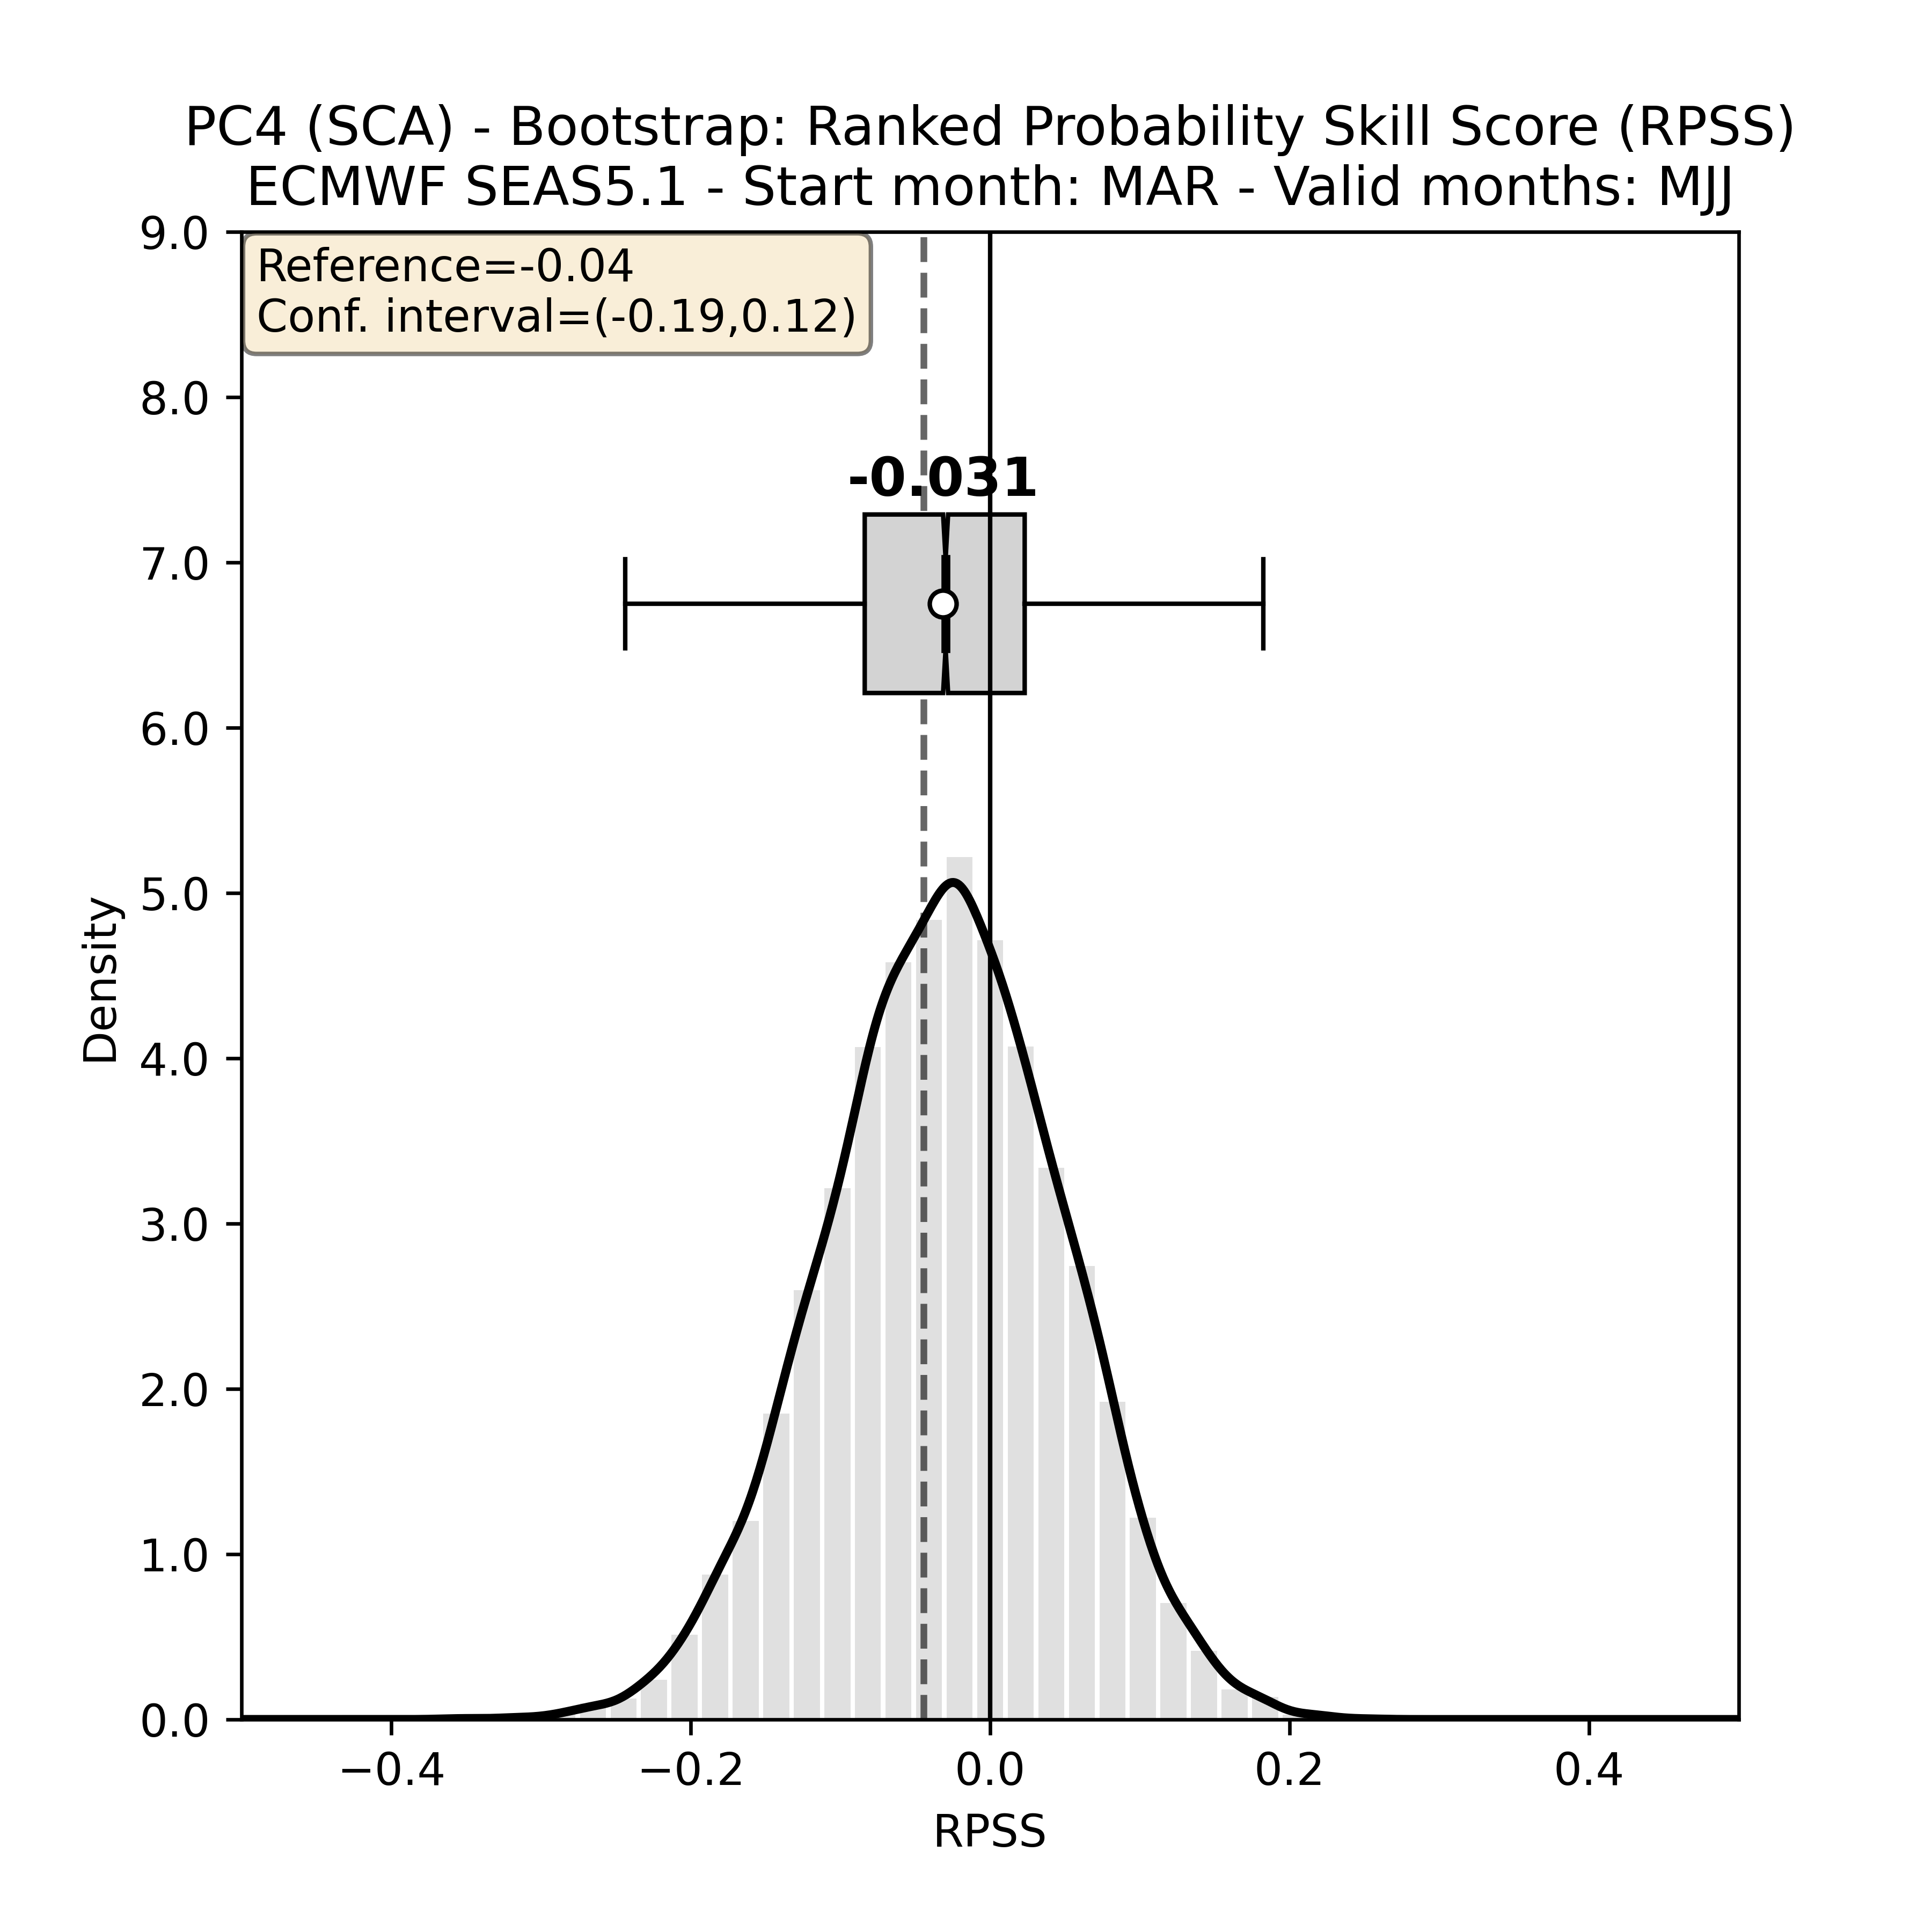 PC4 (SCA) - Bootstrap: Ranked Probability Skill Score (RPSS)
ECMWF SEAS5.1 - Start month: MAR - Valid months: MJJ
Reference=-0.04
Conf. interval=(-0.19,0.12)
-0.031
9.0
8.0
7.0
6.0
5.0
4.0
3.0
2.0
1.0
0.0
Density
−0.4
−0.2
0.0
0.2
0.4
RPSS